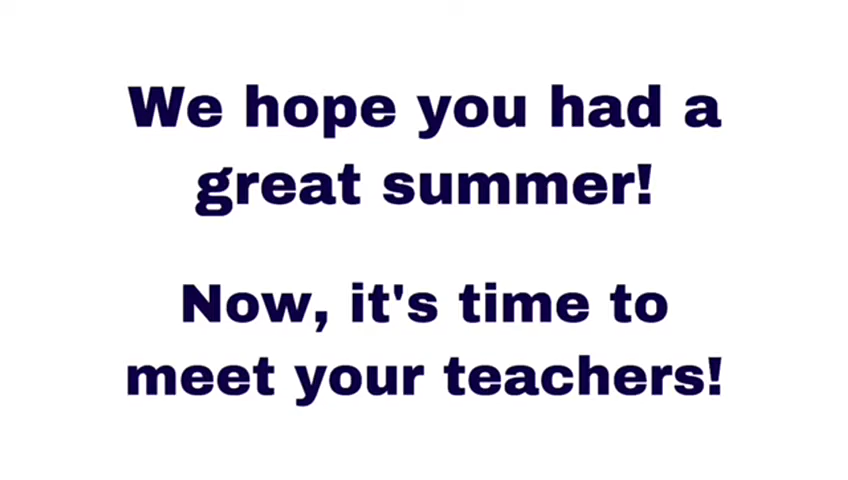 We hope you had a
great summer!
Now, it's time to
meet your teachers!